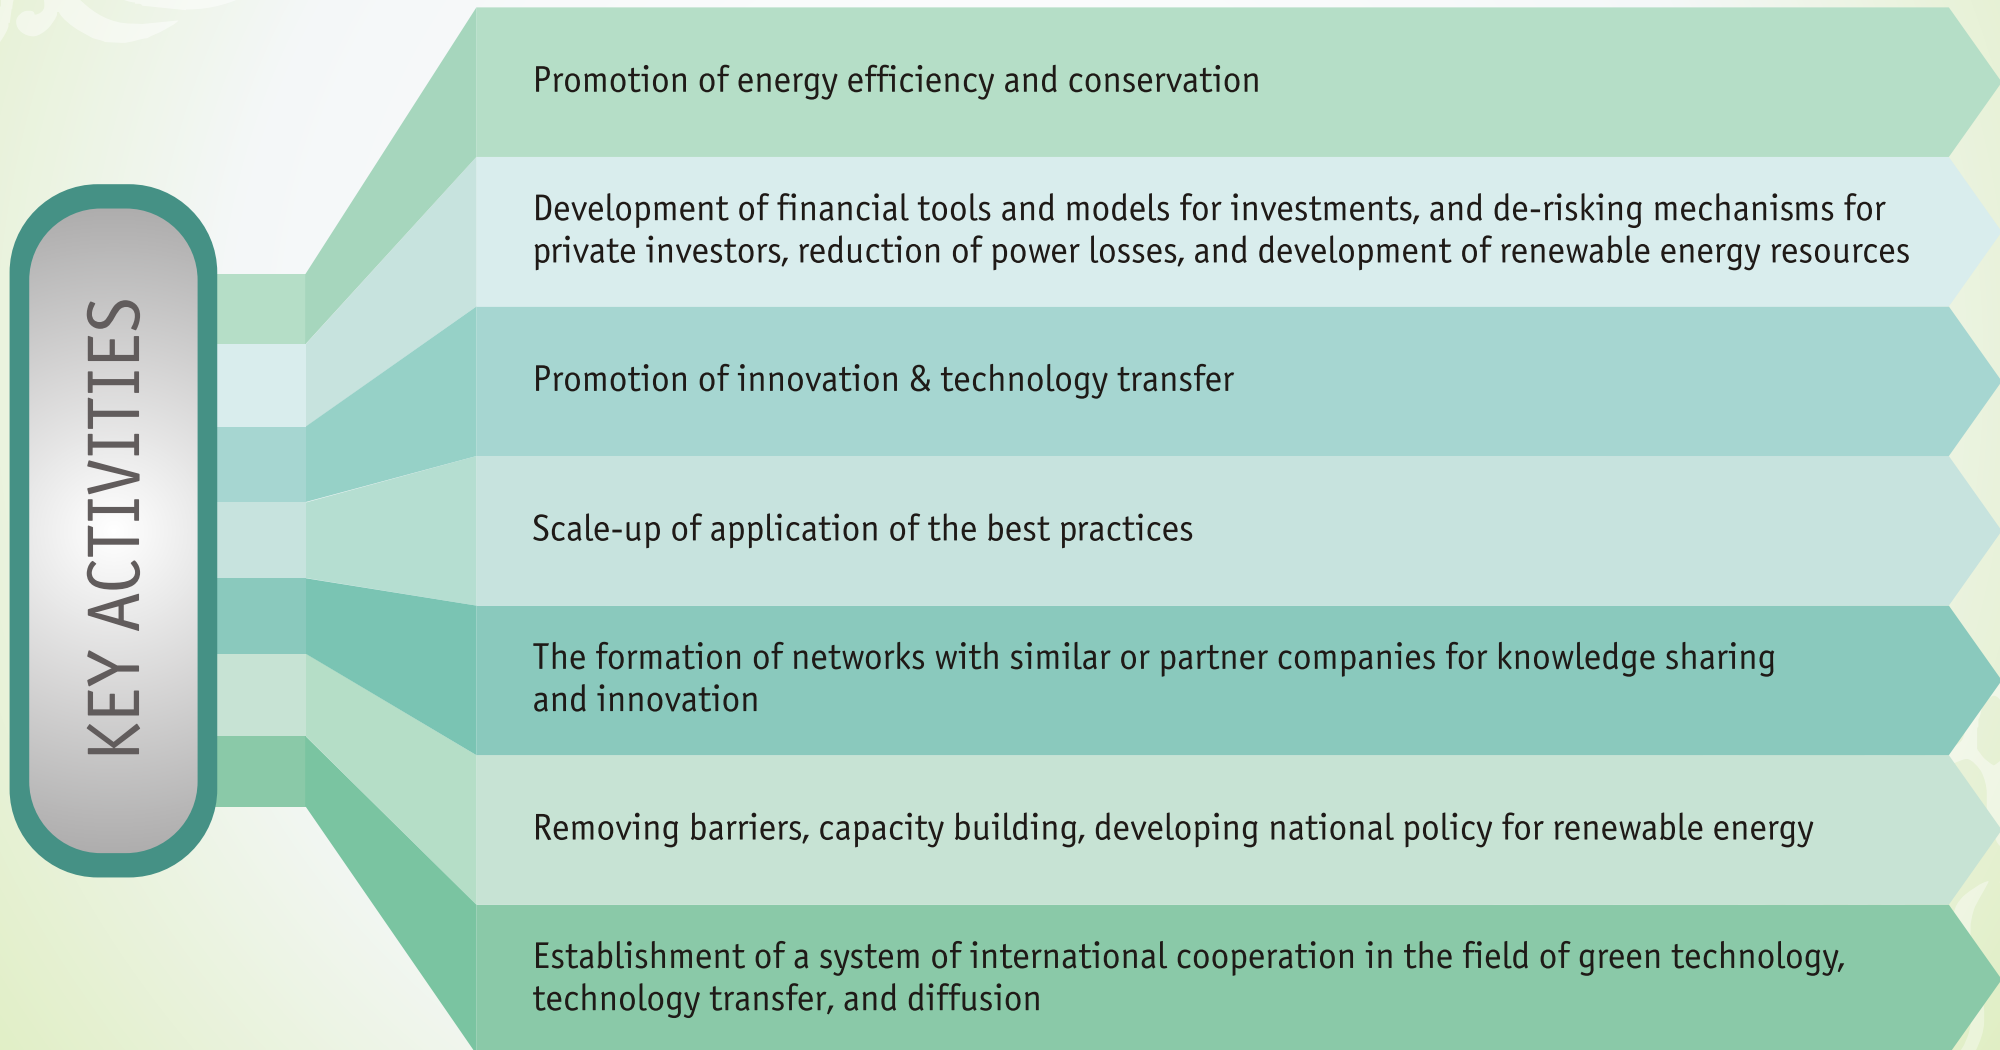 KEY ACTIVITIES
Promotion of energy efficiency and conservation
Development of financial tools and models for investments, and de-risking mechanisms for
private investors, reduction of power losses, and development of renewable energy resources
Promotion of innovation & technology transfer
Scale-up of application of the best practices
The formation of networks with similar or partner companies for knowledge sharing
and innovation
Removing barriers, capacity building, developing national policy for renewable energy
Establishment of a system of international cooperation in the field of green technology,
technology transfer, and diffusion